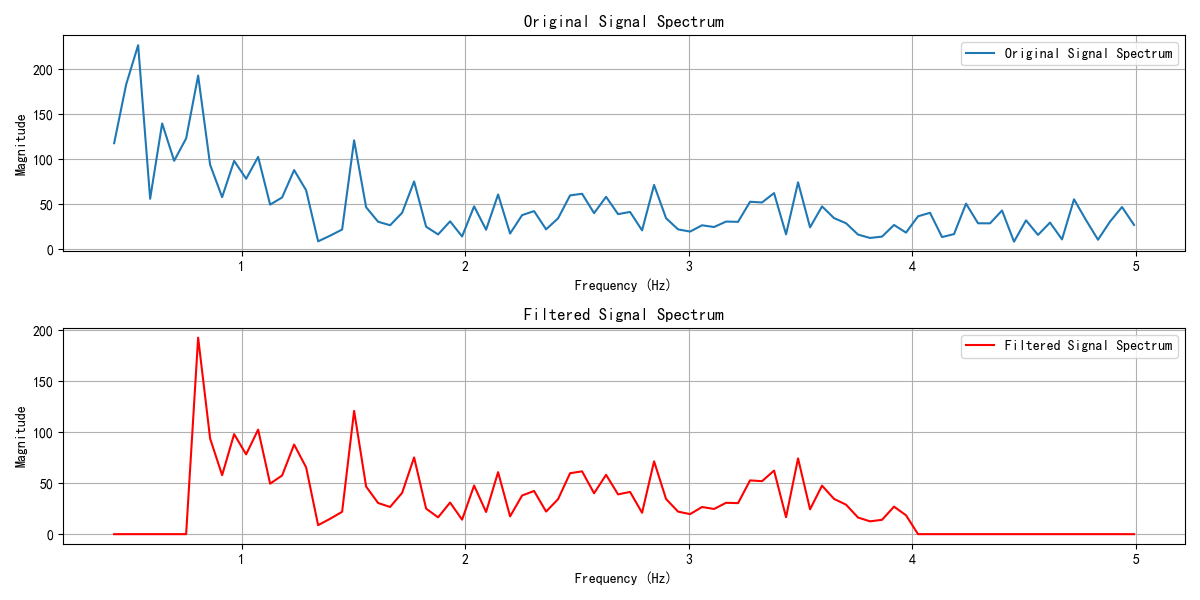 Original Signal Spectrum
Original Signal Spectrum
Magnitude
200
150
100
50
0
1
2
3
4
5
Frequency (Hz)
Filtered Signal Spectrum
Filtered Signal Spectrum
Magnitude
200
150
100
50
0
1
2
3
4
5
Frequency (Hz)